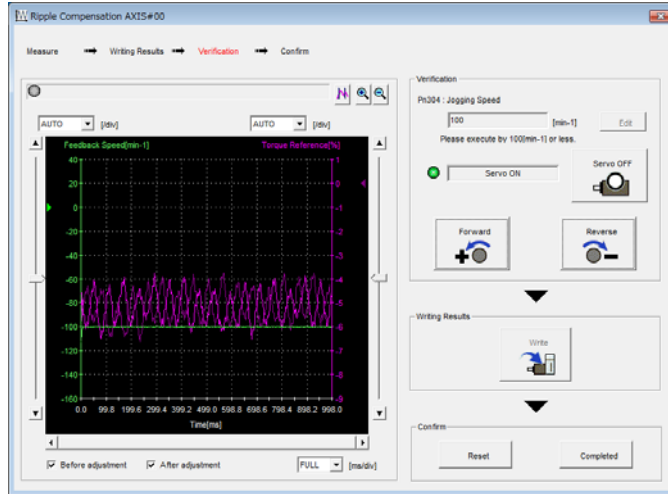 Ripple Compensation AXIS#00
Measure Writing Results Verification Confirm
AUTO [/div] AUTO [/div]
Feedback Speed[min-1] Torque Reference[%]
40 1
20 0
0 -1
-20 -2
-40 -3
-60 -4
-80 -5
-100 -6
-120 -7
-140 -8
-160 -9
0.0 99.8 199.6 299.4 399.2 499.0 598.8 698.6 798.4 898.2 998.0
Time[ms]
Before adjustment After adjustment FULL [ms/div]
Verification
Pn304 : Jogging Speed
100 [min-1] Edit
Please execute by 100[min-1] or less.
Servo ON
Servo OFF
Forward
Reverse
Writing Results
Write
Confirm
Reset Completed